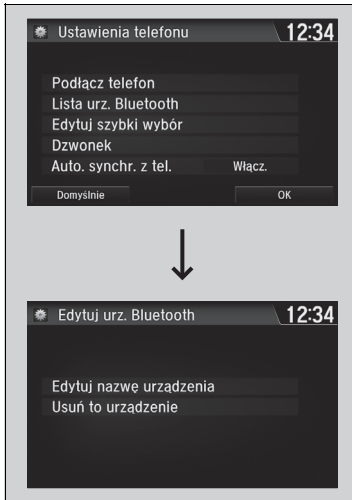 Ustawienia telefonu 12:34
Podłącz telefon
Lista urz. Bluetooth
Edytuj szybki wybór
Dzwonek
Auto. synchr. z tel. Włącz.
Domyślnie OK
Edytuj urz. Bluetooth 12:34
Edytuj nazwę urządzenia
Usuń to urządzenie